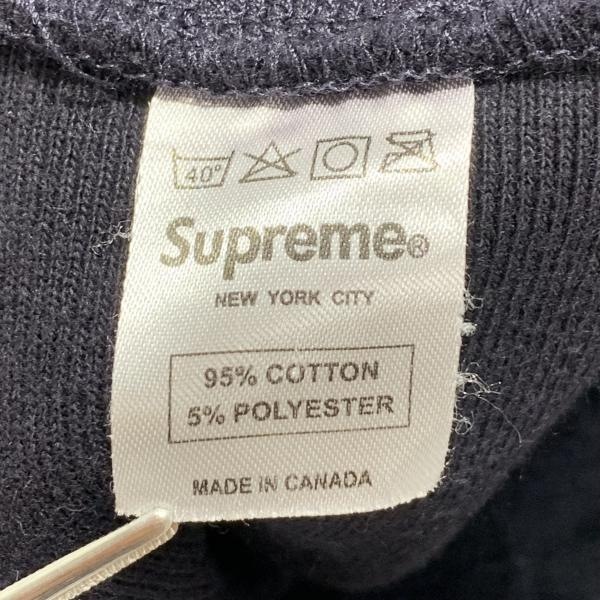 40°
Supreme®
NEW YORK CITY
95% COTTON
5% POLYESTER
MADE IN CANADA